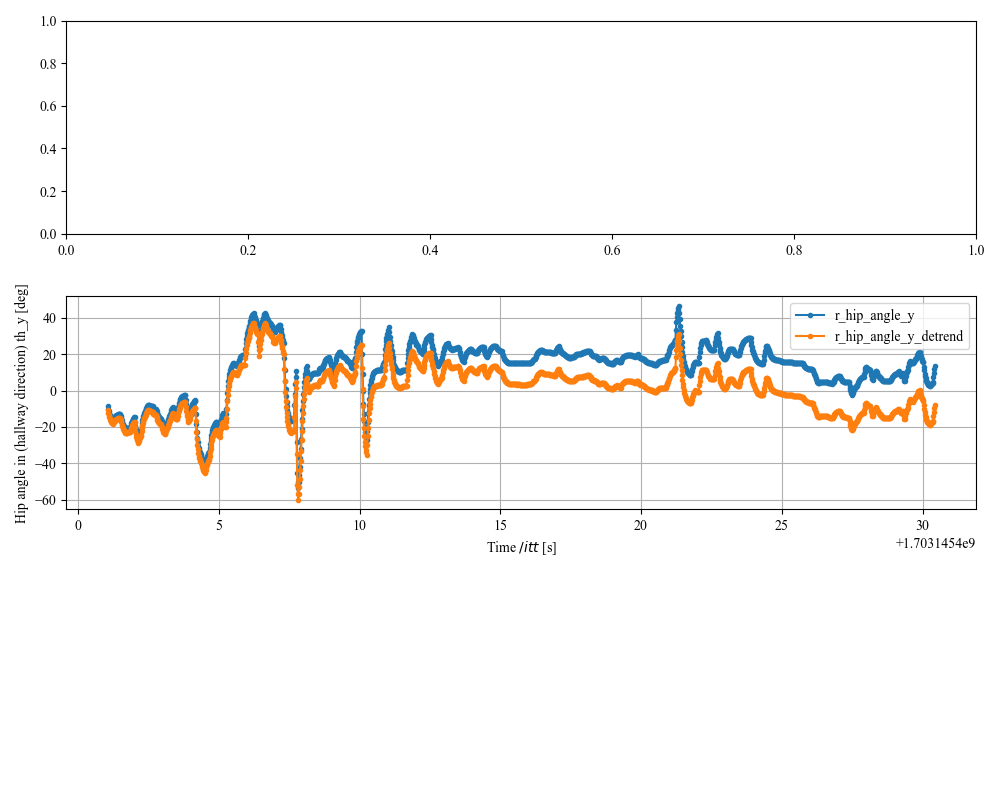 1.0
0.8
0.6
0.4
0.2
0.0
0.0 0.2 0.4 0.6 0.8 1.0
Hip angle in (hallway direction) th_y [deg]
40
20
0
−20
−40
−60
r_hip_angle_y
r_hip_angle_y_detrend
0 5 10 15 20 25 30
Time /itt [s]
+1.7031454e9